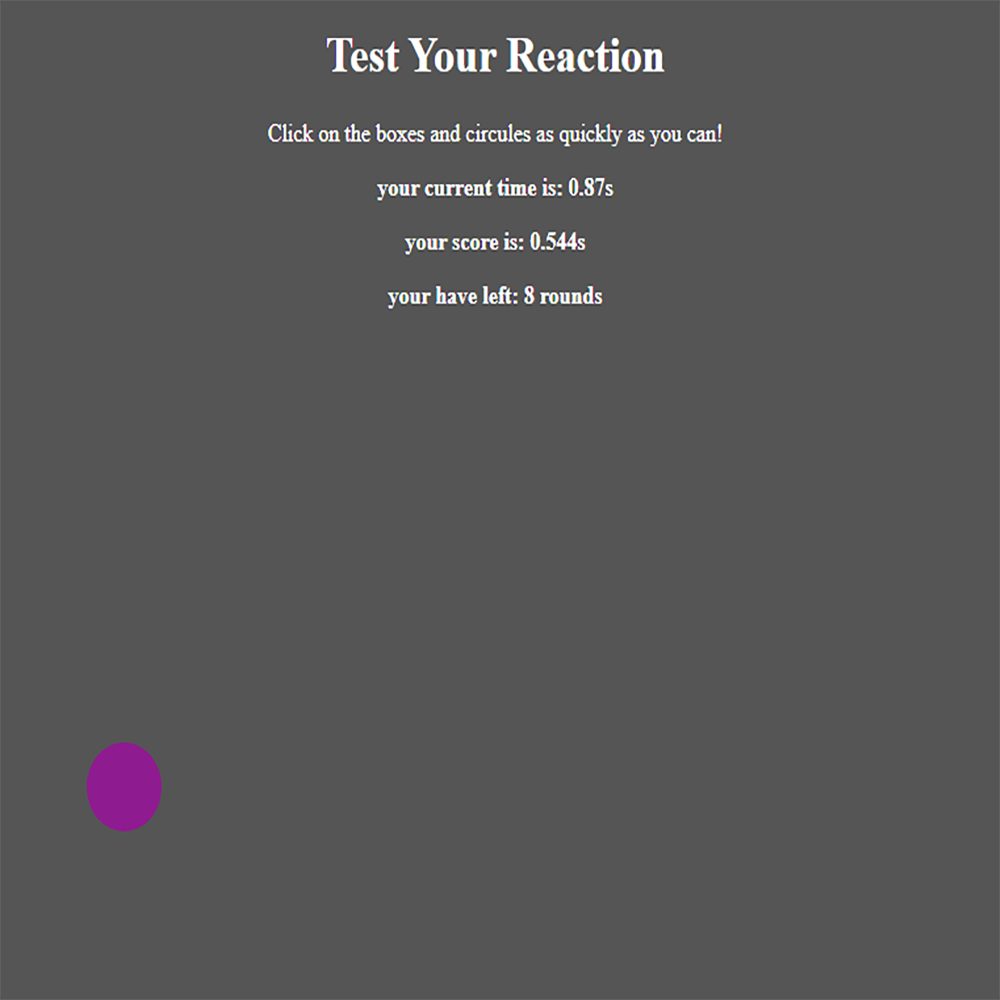 Test Your Reaction
Click on the boxes and circules as quickly as you can!
your current time is: 0.87s
your score is: 0.544s
your have left: 8 rounds